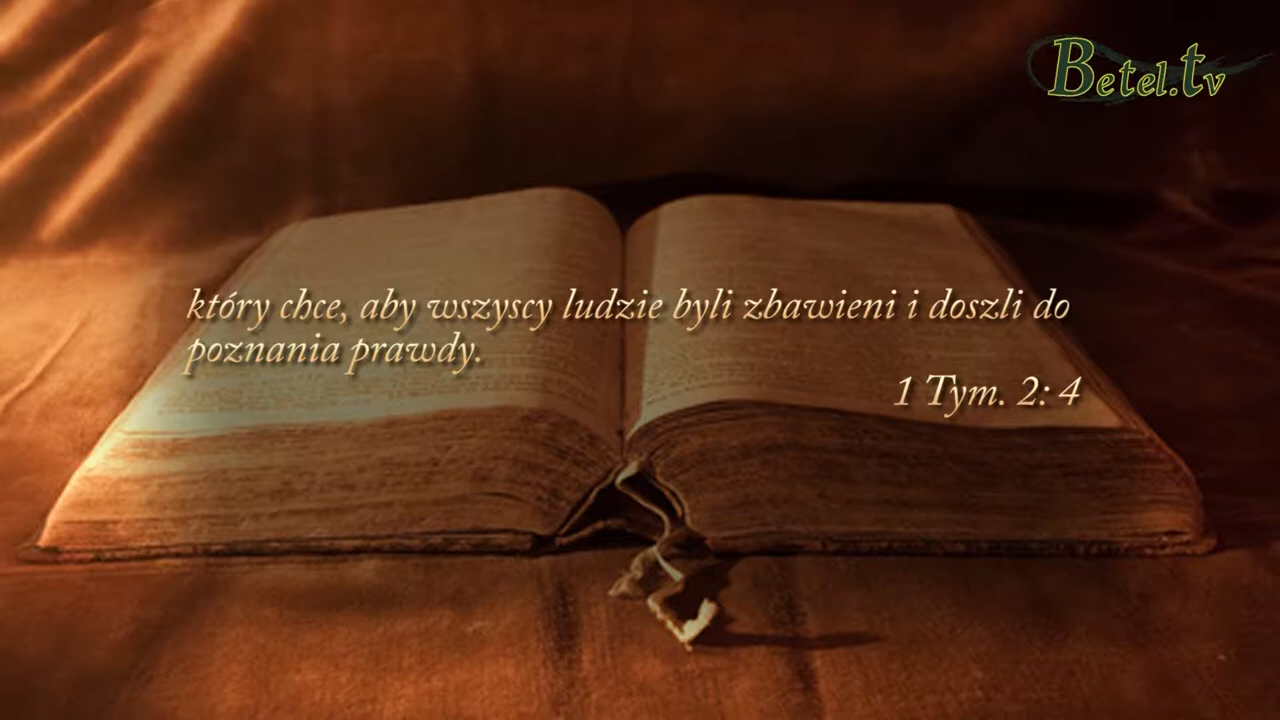 Betel.tv
który chce, aby wszyscy ludzie byli zbawieni i doszli do
poznania prawdy.
1 Tym. 2: 4